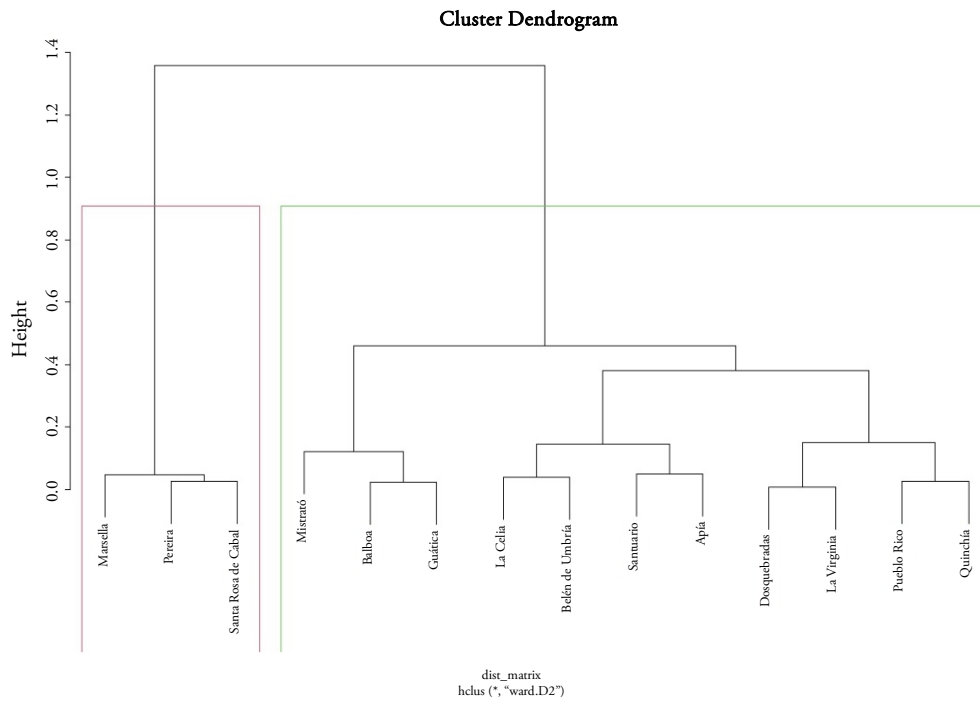 Cluster Dendrogram
Height
1.4
1.2
1.0
0.8
0.6
0.4
0.2
0.0
Marsella
Pereira
Santa Rosa de Cabal
Mistrató
Balboa
Guática
La Celia
Belén de Umbría
Santuario
Apía
Dosquebradas
La Virginia
Pueblo Rico
Quinchía
dist_matrix
hclus (*, “ward.D2”)